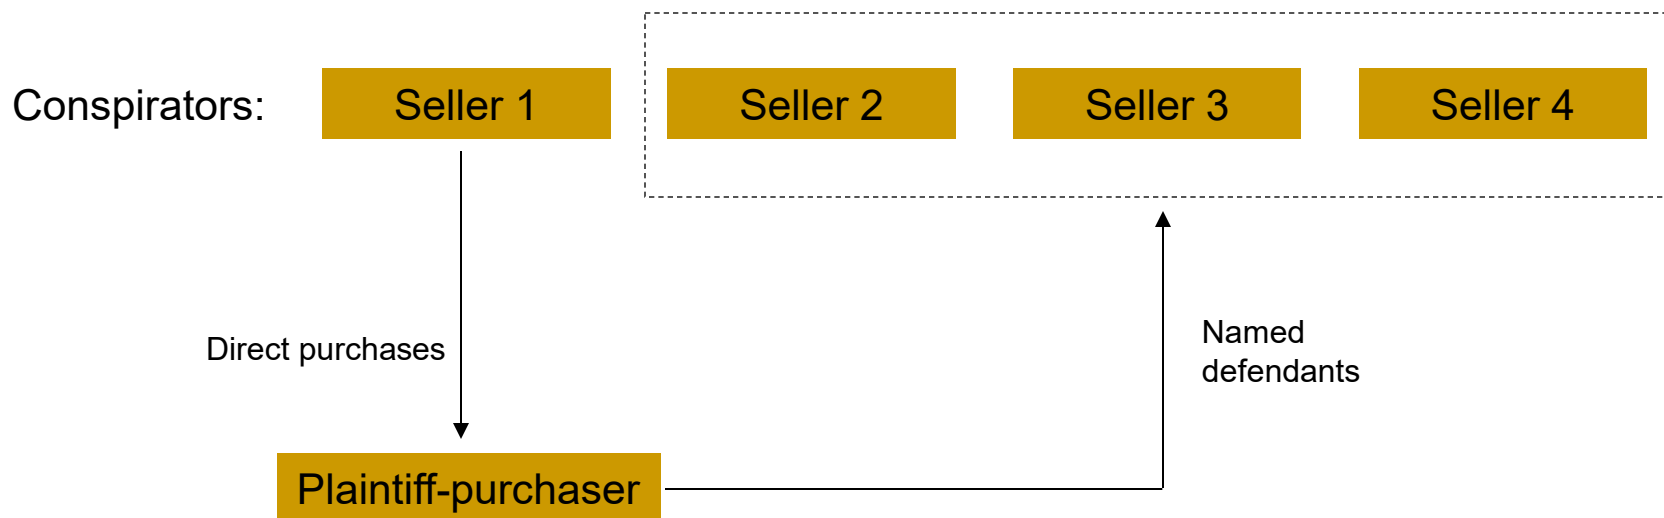 Conspirators:
Seller 1
Seller 2
Seller 3
Seller 4
Direct purchases
Named
defendants
Plaintiff-purchaser